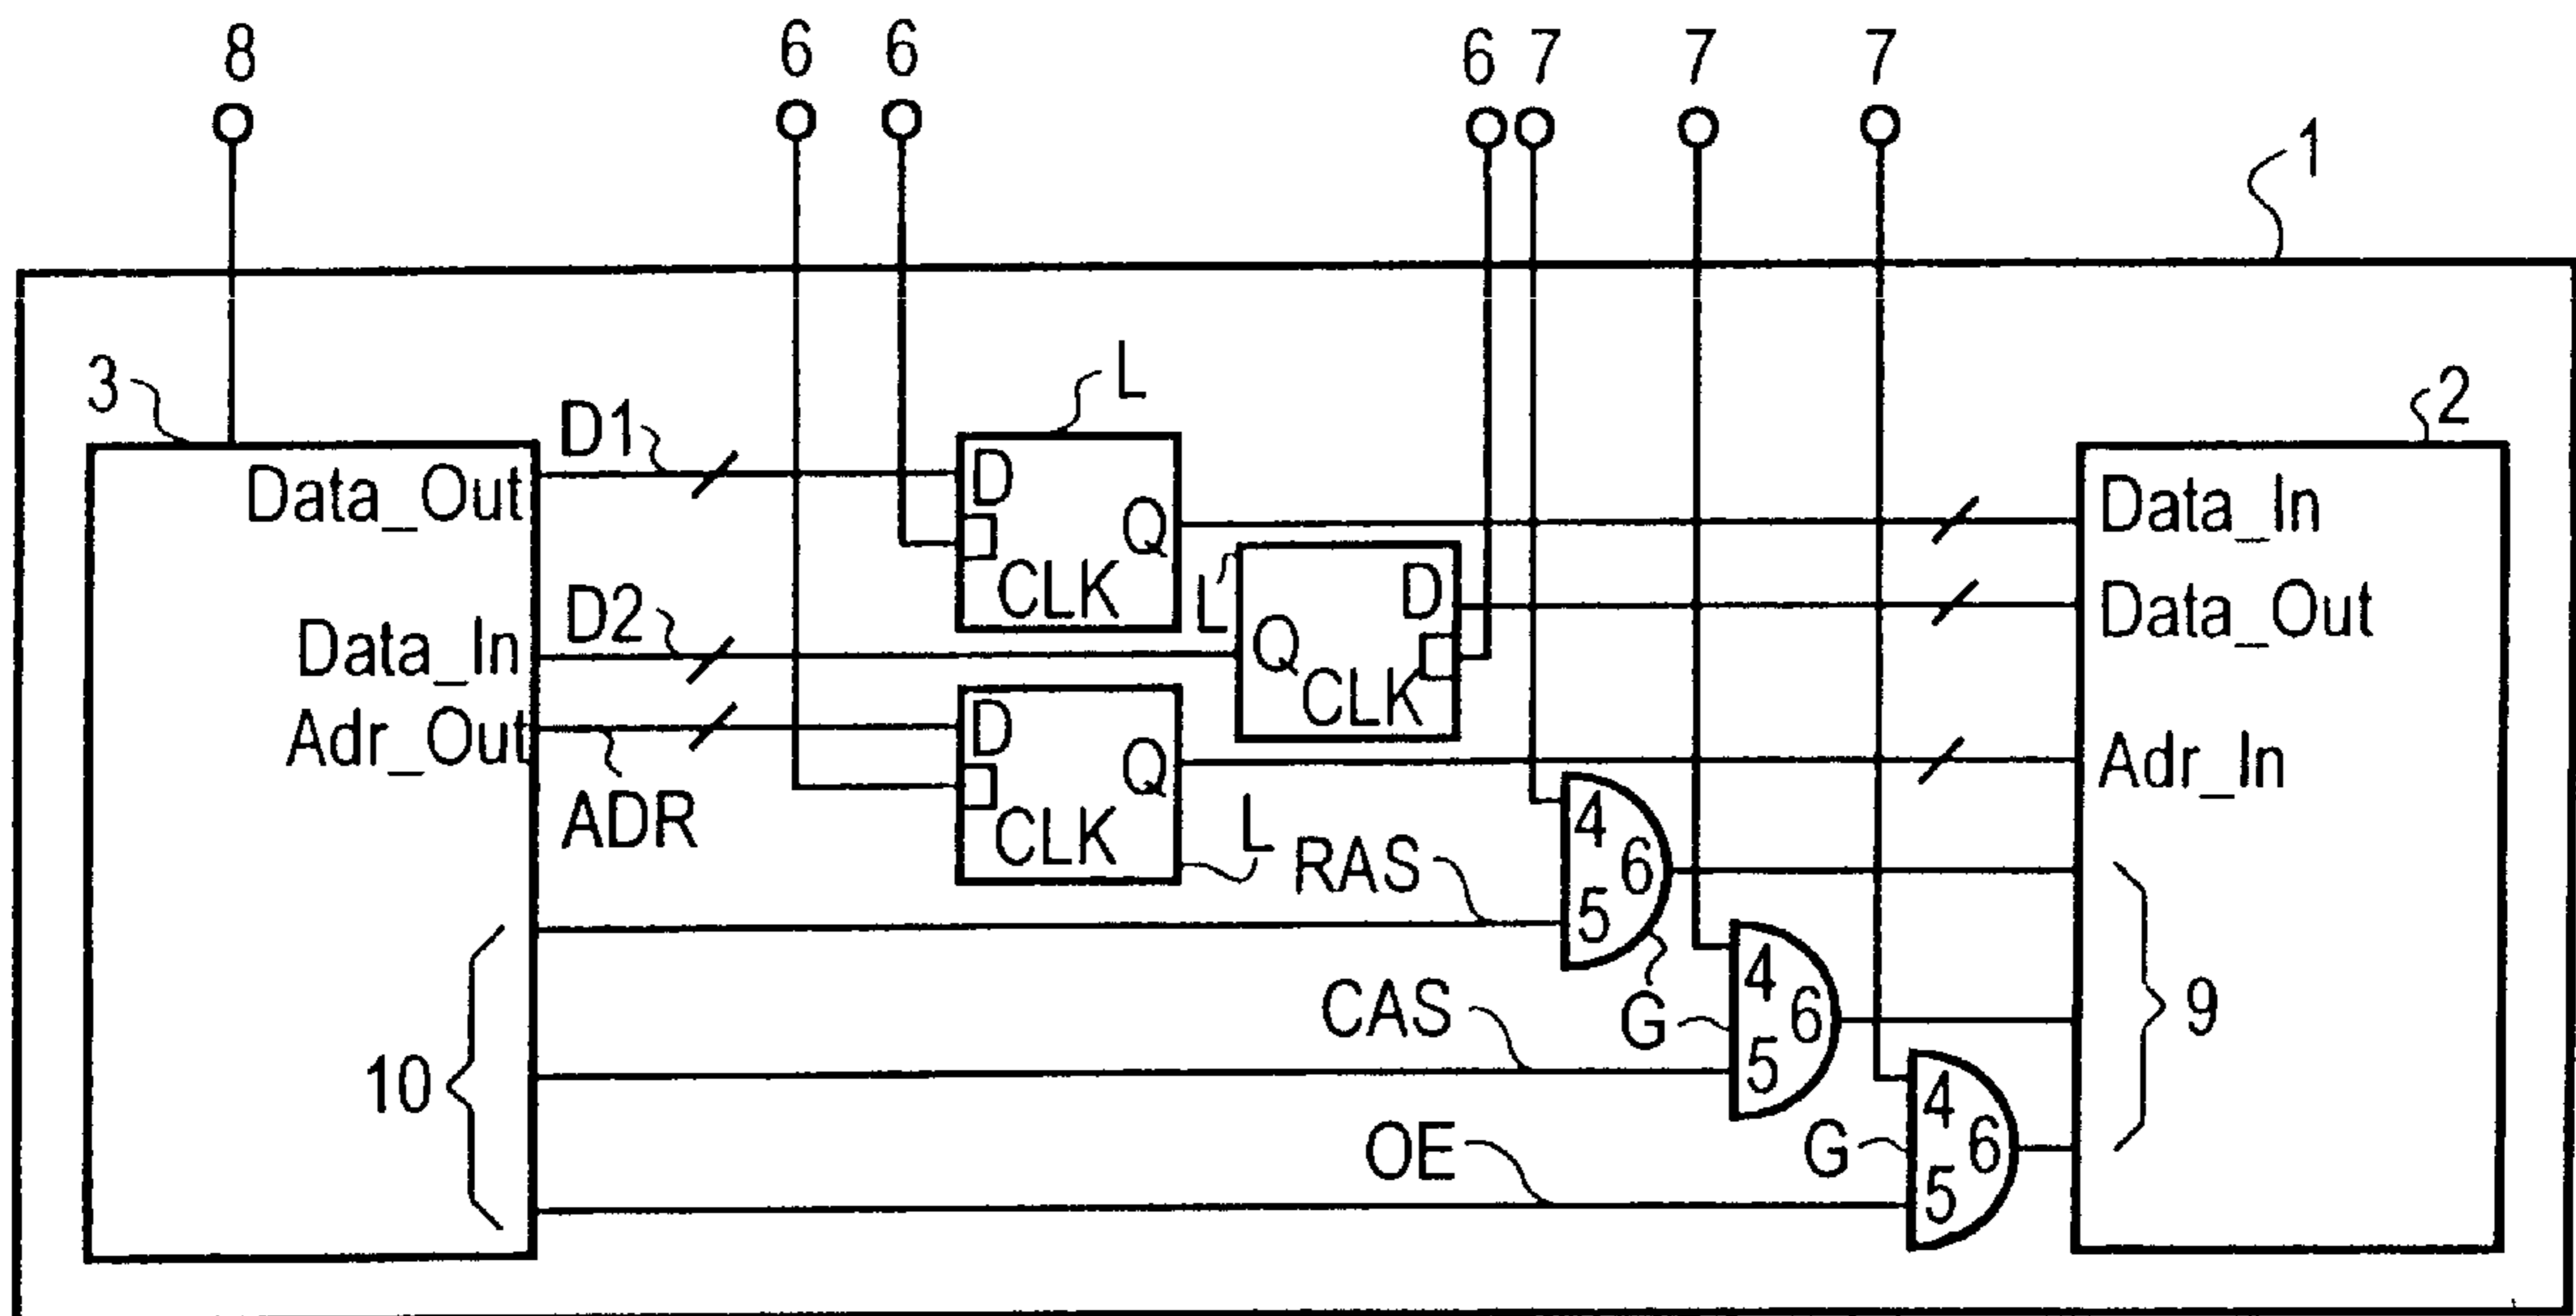 8 6 6 6 7 7 7
1
3 L 2
D1
Data_Out D Q CLK Data_In
D2 L D Data_Out
Data_In Q CLK
Adr_Out D Q CLK Adr_In
ADR L
RAS 4 5 6
G
CAS G 4 5 6 9
10
OE G 4 5 6